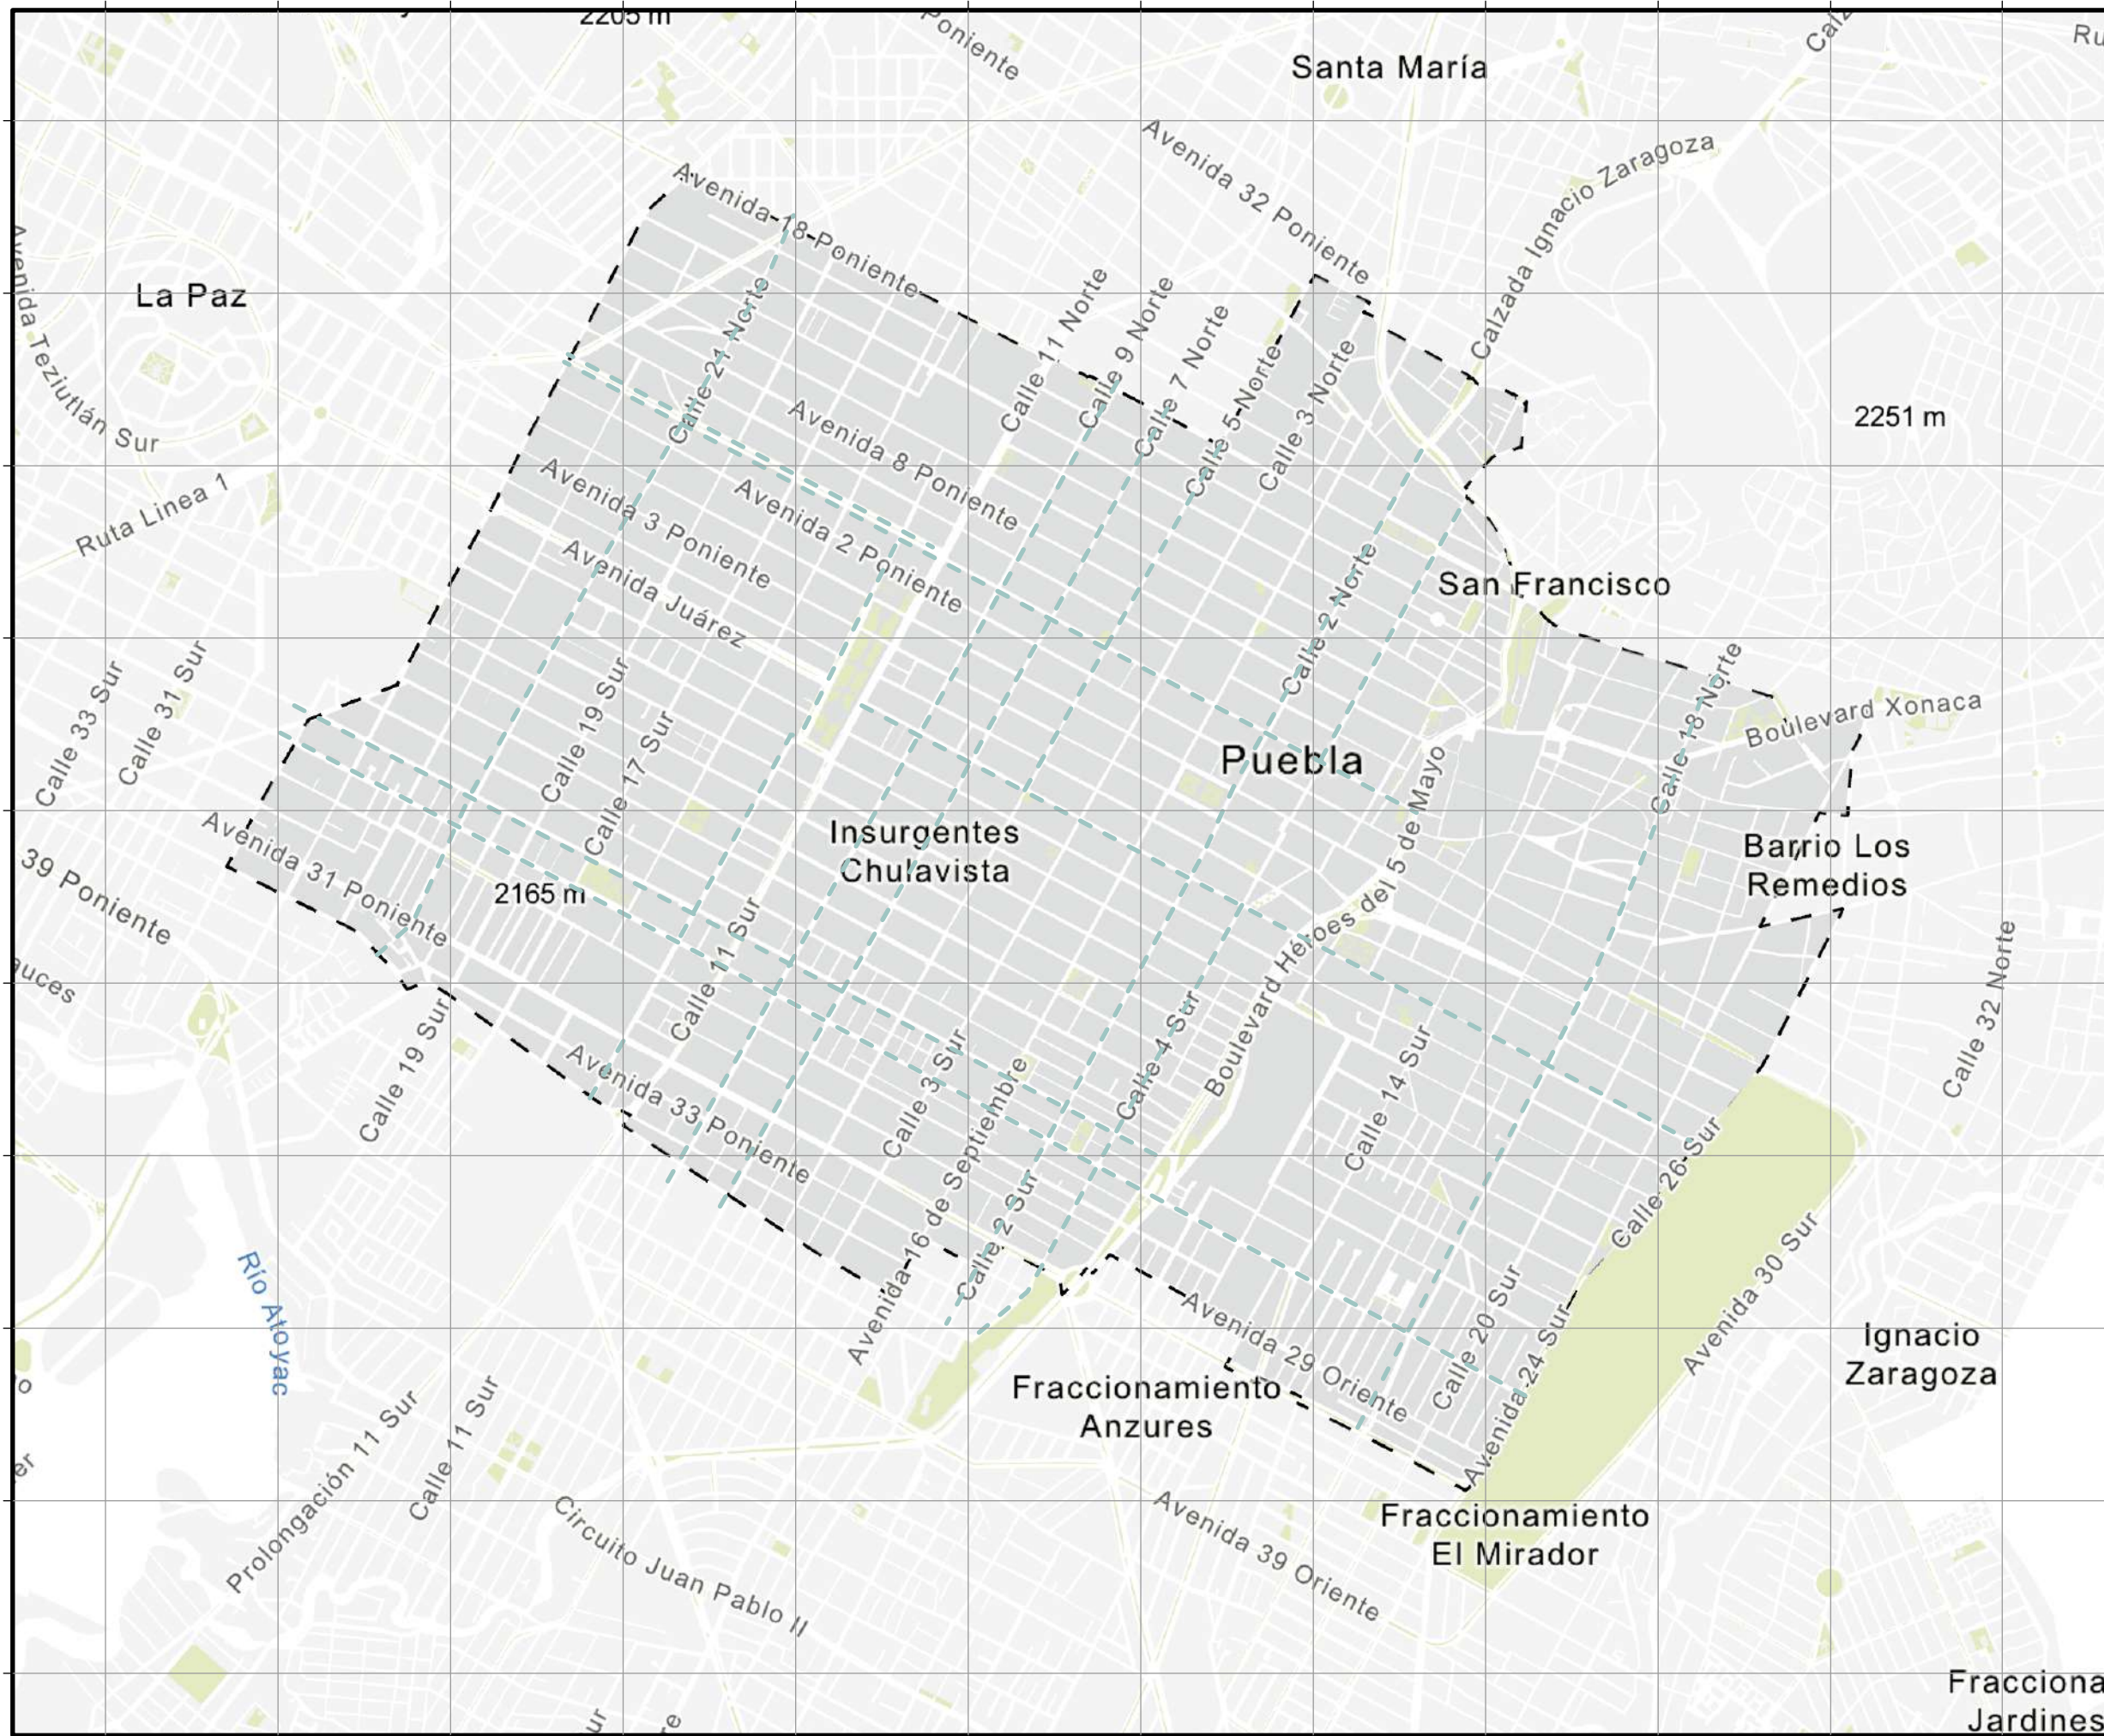 2205 m
Poniente
Santa María
Avenida 32 Poniente
Calzada Ignacio Zaragoza
Avenida 18 Poniente
La Paz
Avenida Teziutlán Sur
Ruta Linea 1
Calle 21 Norte
Calle 11 Norte
Calle 9 Norte
Calle 7 Norte
Calle 5 Norte
Calle 3 Norte
2251 m
Avenida 8 Poniente
Avenida 3 Poniente
Avenida 2 Poniente
Avenida Juárez
Calle 2 Norte
San Francisco
Calle 33 Sur
Calle 31 Sur
Calle 19 Sur
Calle 17 Sur
Calle 18 Norte
Boulevard Xonaca
Puebla
Insurgentes
Chulavista
Barrio Los
Remedios
Boulevard Héroes del 5 de Mayo
Avenida 31 Poniente
39 Poniente
2165 m
Calle 11 Sur
Calle 32 Norte
Calle 19 Sur
Avenida 33 Poniente
Calle 3 Sur
Avenida 16 de Septiembre
Calle 2 Sur
Calle 4 Sur
Calle 14 Sur
Calle 26 Sur
Avenida 30 Sur
Río Atoyac
Avenida 29 Oriente
Calle 20 Sur
Avenida 24 Sur
Ignacio
Zaragoza
Fraccionamiento
Anzures
Prolongación 11 Sur
Calle 11 Sur
Circuito Juan Pablo II
Avenida 39 Oriente
Fraccionamiento
El Mirador
Fracciona
Jardines